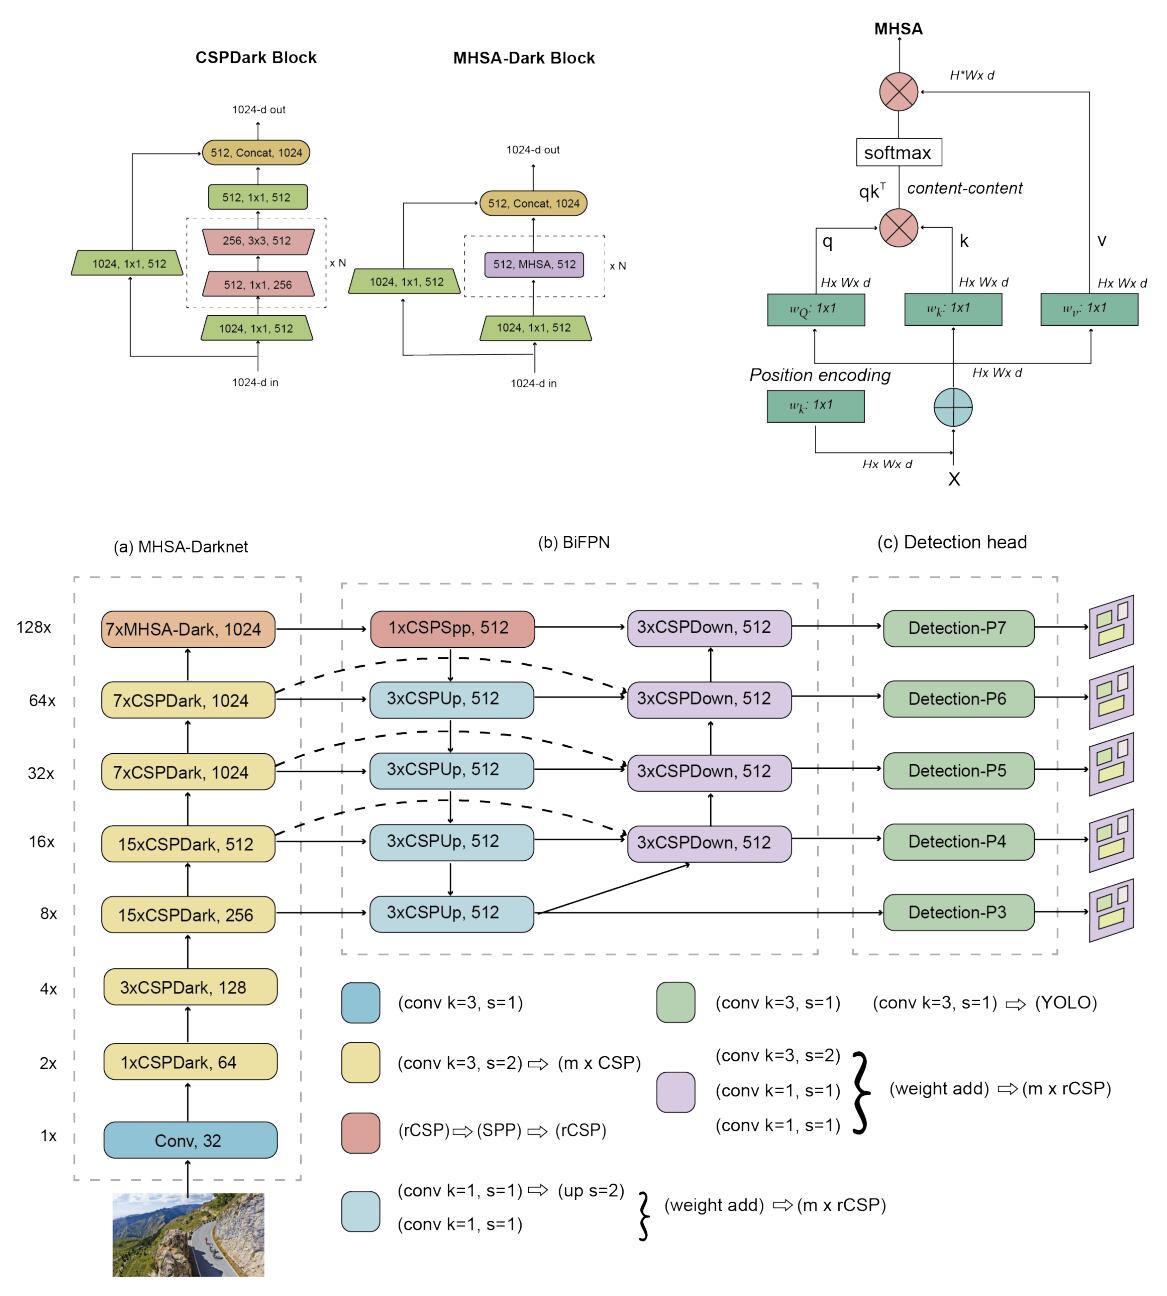 CSPDark Block
1024-d out
512, Concat, 1024
512, 1x1, 512
256, 3x3, 512
1024, 1x1, 512
x N
512, 1x1, 256
1024, 1x1, 512
1024-d in
MHSA-Dark Block
1024-d out
512, Concat, 1024
512, MHSA, 512
x N
1024, 1x1, 512
1024, 1x1, 512
1024-d in
MHSA
H*Wx d
softmax
qkᵀ content-content
q
k
v
Hx Wx d
Hx Wx d
Hx Wx d
wQ: 1x1
wk: 1x1
wv: 1x1
Position encoding
Hx Wx d
wk: 1x1
Hx Wx d
X
(a) MHSA-Darknet
(b) BiFPN
(c) Detection head
128x
7xMHSA-Dark, 1024
1xCSPSpp, 512
3xCSPDown, 512
Detection-P7
64x
7xCSPDark, 1024
3xCSPUp, 512
3xCSPDown, 512
Detection-P6
32x
7xCSPDark, 1024
3xCSPUp, 512
3xCSPDown, 512
Detection-P5
16x
15xCSPDark, 512
3xCSPUp, 512
3xCSPDown, 512
Detection-P4
8x
15xCSPDark, 256
3xCSPUp, 512
Detection-P3
4x
3xCSPDark, 128
2x
1xCSPDark, 64
1x
Conv, 32
(conv k=3, s=1)
(conv k=3, s=2) ⇨ (m x CSP)
(rCSP) ⇨ (SPP) ⇨ (rCSP)
(conv k=1, s=1) ⇨ (up s=2)
(conv k=1, s=1)
(weight add) ⇨ (m x rCSP)
(conv k=3, s=1) (conv k=3, s=1) ⇨ (YOLO)
(conv k=3, s=2)
(conv k=1, s=1)
(conv k=1, s=1)
(weight add) ⇨ (m x rCSP)